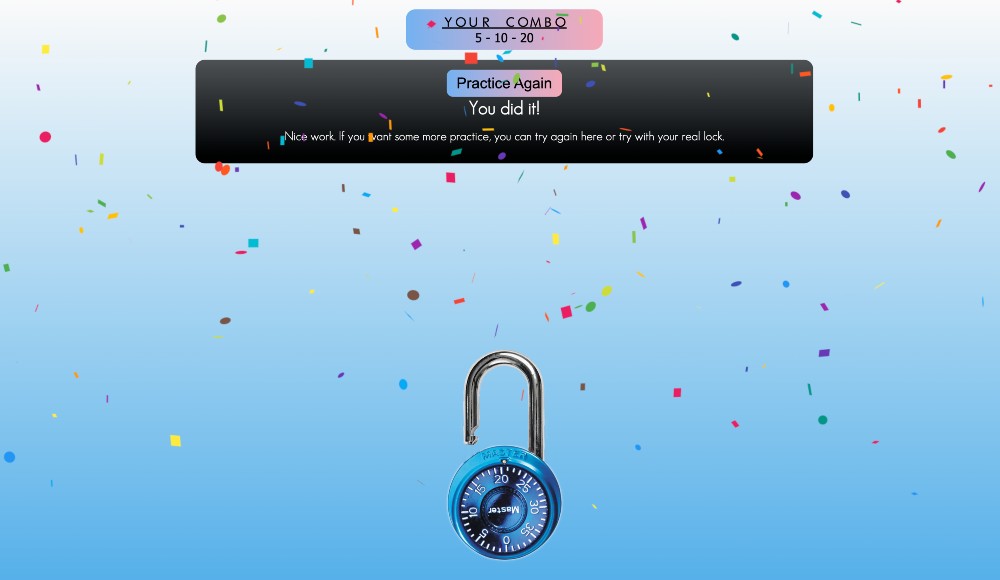 YOUR COMBO
5 - 10 - 20
Practice Again
You did it!
Nice work. If you want some more practice, you can try again here or try with your real lock.
MASTER
20
15 25
10 Master 30
5 35
0